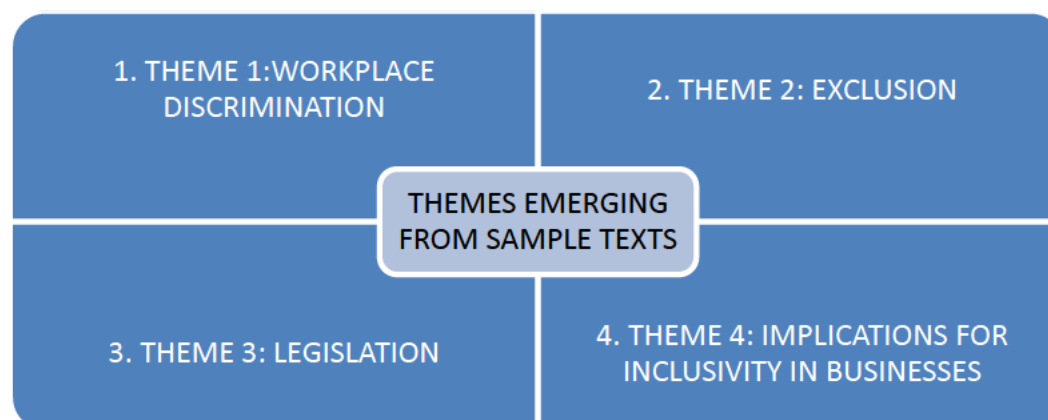 1. THEME 1:WORKPLACE
DISCRIMINATION
2. THEME 2: EXCLUSION
THEMES EMERGING
FROM SAMPLE TEXTS
3. THEME 3: LEGISLATION
4. THEME 4: IMPLICATIONS FOR
INCLUSIVITY IN BUSINESSES